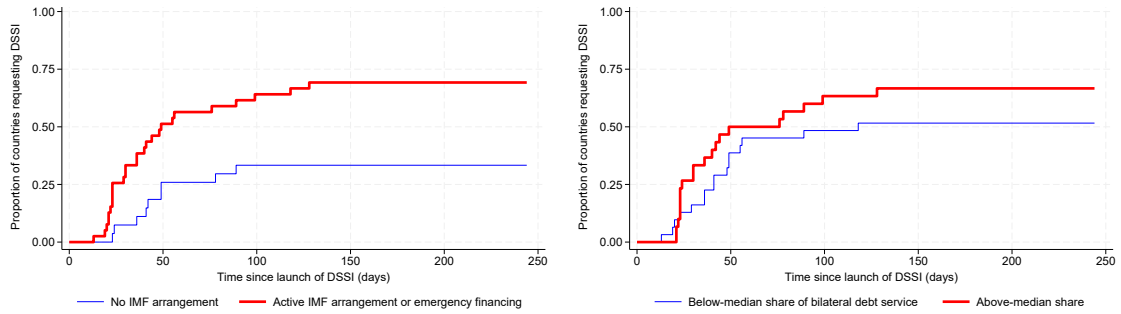 Proportion of countries requesting DSSI
1.00
0.75
0.50
0.25
0.00
0 50 100 150 200 250
Time since launch of DSSI (days)
No IMF arrangement Active IMF arrangement or emergency financing
Proportion of countries requesting DSSI
1.00
0.75
0.50
0.25
0.00
0 50 100 150 200 250
Time since launch of DSSI (days)
Below-median share of bilateral debt service Above-median share